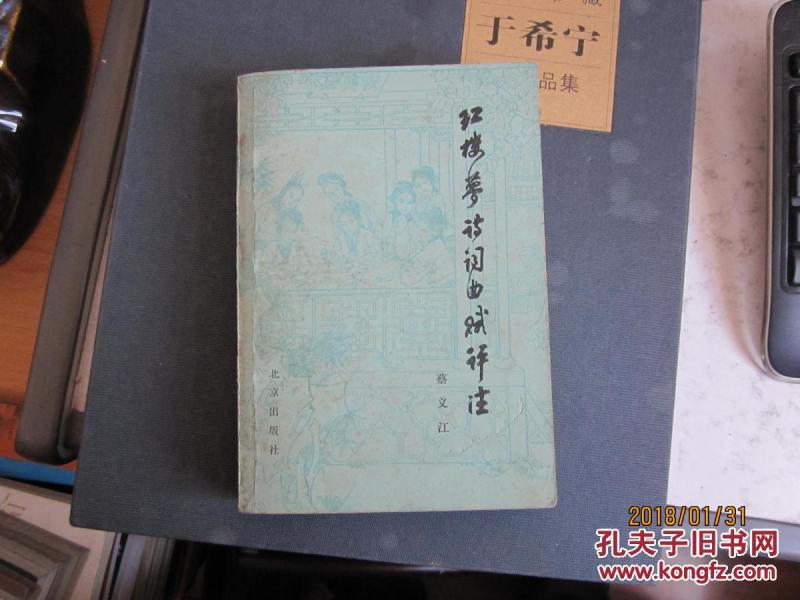 于希宁
品集
红楼梦诗词曲赋评注
蔡义江
北京出版社
2018/01/31
孔夫子旧书网
www.kongfz.com